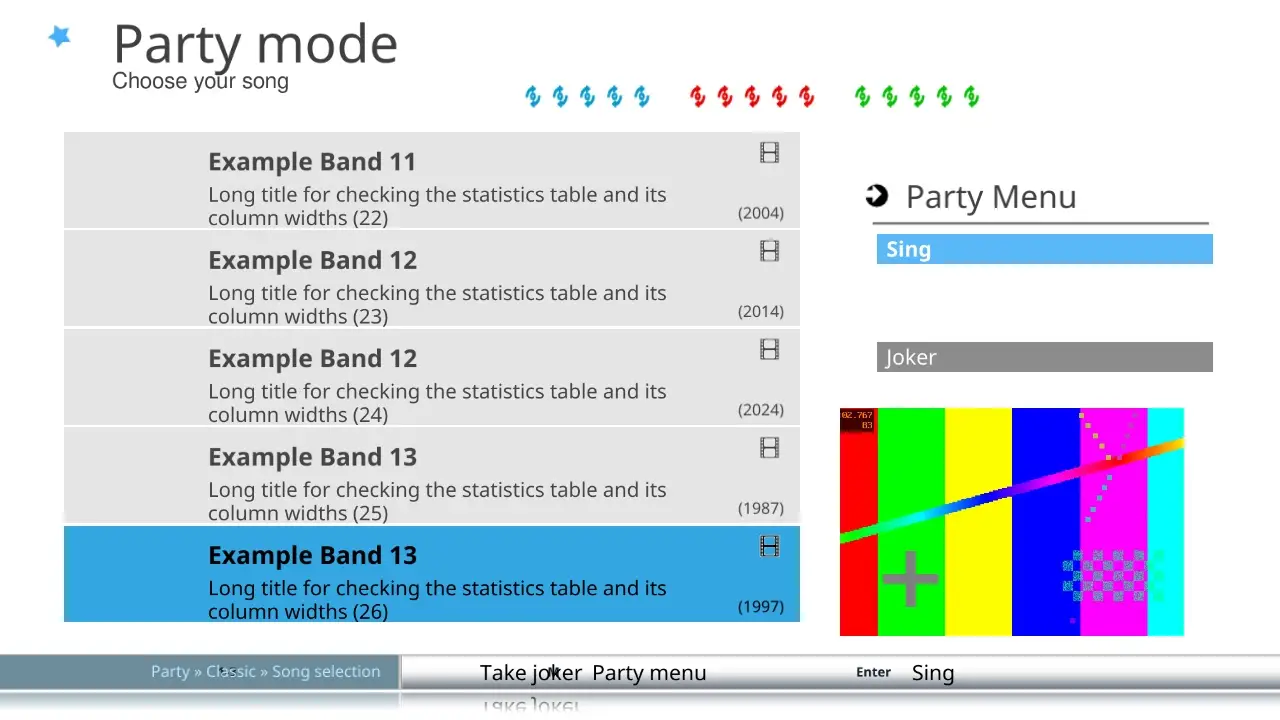 Party mode
Choose your song
Example Band 11
Long title for checking the statistics table and its
column widths (22)
(2004)
Example Band 12
Long title for checking the statistics table and its
column widths (23)
(2014)
Example Band 12
Long title for checking the statistics table and its
column widths (24)
(2024)
Example Band 13
Long title for checking the statistics table and its
column widths (25)
(1987)
Example Band 13
Long title for checking the statistics table and its
column widths (26)
(1997)
Party Menu
Sing
Joker
02.767
83
Party » Classic » Song selection
Take joker
Party menu
Enter Sing